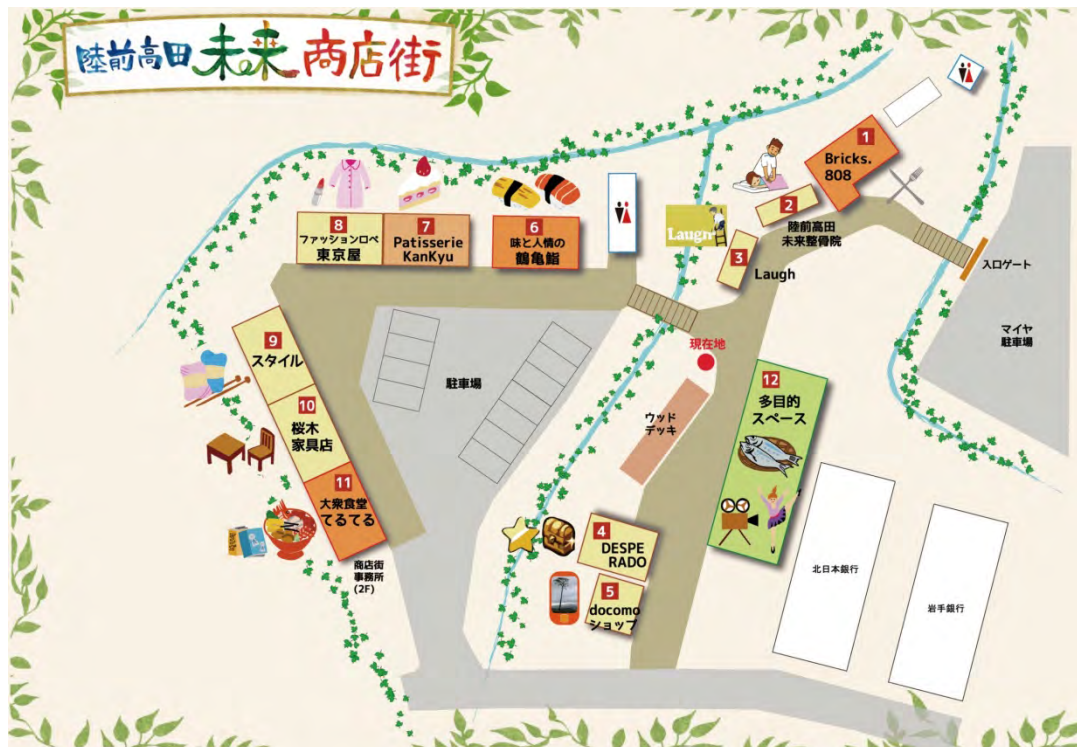 陸前高田 未来 商店街
1
Bricks.
808
2
陸前高田
未来整骨院
Laugh
3
Laugh
入口ゲート
マイヤ
駐車場
8
ファッションロペ
東京屋
7
Patisserie
KanKyu
6
味と人情の
鶴亀鮨
現在地
9
スタイル
10
桜木
家具店
11
大衆食堂
てるてる
商店街
事務所
(2F)
駐車場
ウッド
デッキ
12
多目的
スペース
4
DESPE
RADO
5
docomo
ショップ
北日本銀行
岩手銀行